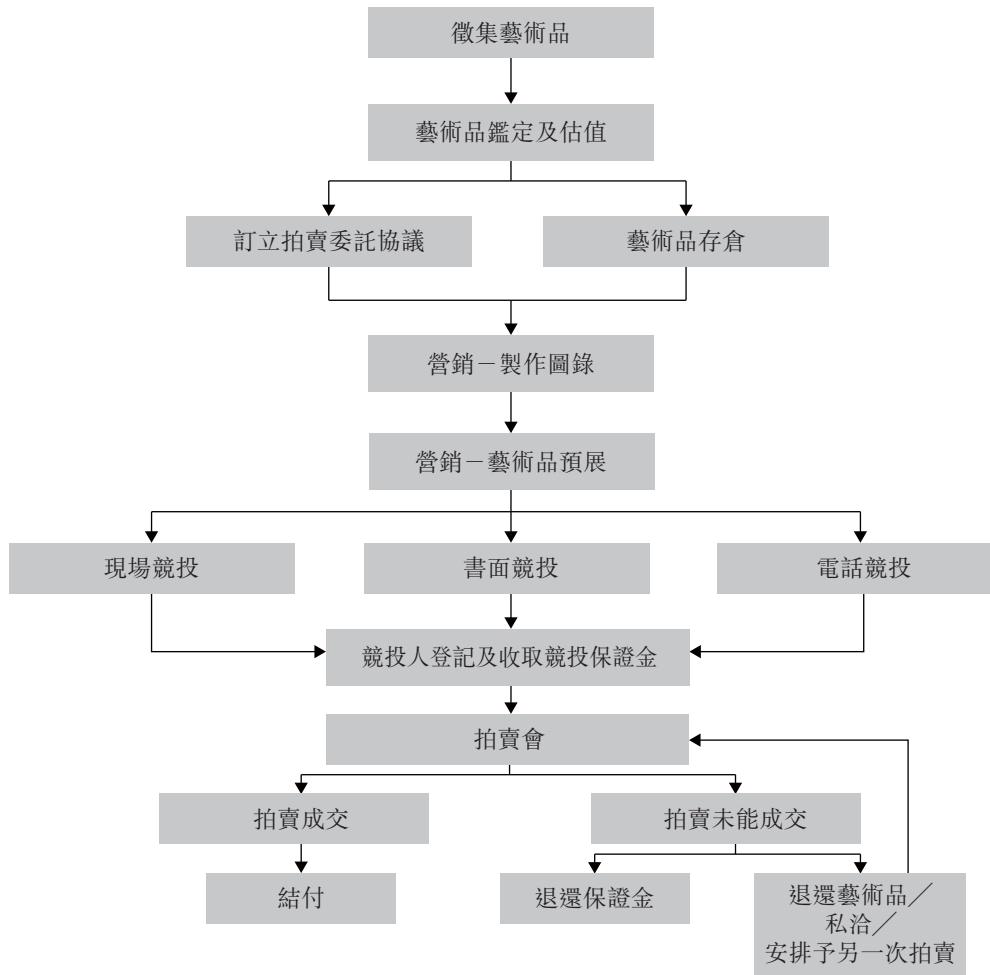 徵集藝術品
藝術品鑑定及估值
訂立拍賣委託協議
藝術品存倉
營銷－製作圖錄
營銷－藝術品預展
現場競投
書面競投
電話競投
競投人登記及收取競投保證金
拍賣會
拍賣成交
拍賣未能成交
結付
退還保證金
退還藝術品╱
私洽╱
安排予另一次拍賣